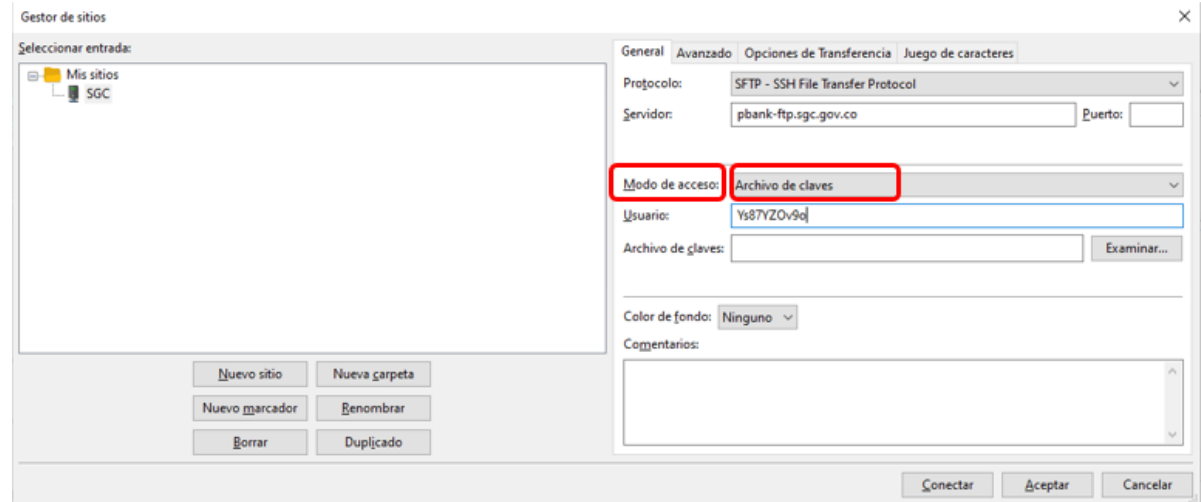 Gestor de sitios
Seleccionar entrada:
Mis sitios
SGC
Nuevo sitio
Nueva carpeta
Nuevo marcador
Renombrar
Borrar
Duplicado
General
Avanzado
Opciones de Transferencia
Juego de caracteres
Protocolo:
SFTP - SSH File Transfer Protocol
Servidor:
pbank-ftp.sgc.gov.co
Puerto:
Modo de acceso:
Archivo de claves
Usuario:
Ys87YZOv9o
Archivo de claves:
Examinar...
Color de fondo:
Ninguno
Comentarios:
Conectar
Aceptar
Cancelar